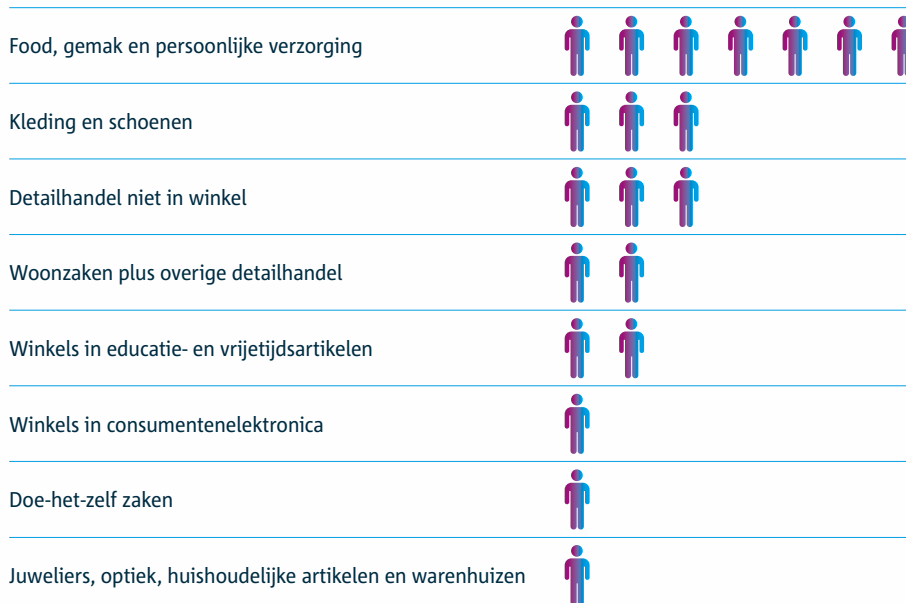 Food, gemak en persoonlijke verzorging
Kleding en schoenen
Detailhandel niet in winkel
Woonzaken plus overige detailhandel
Winkels in educatie- en vrijetijdsartikelen
Winkels in consumentenelektronica
Doe-het-zelf zaken
Juweliers, optiek, huishoudelijke artikelen en warenhuizen